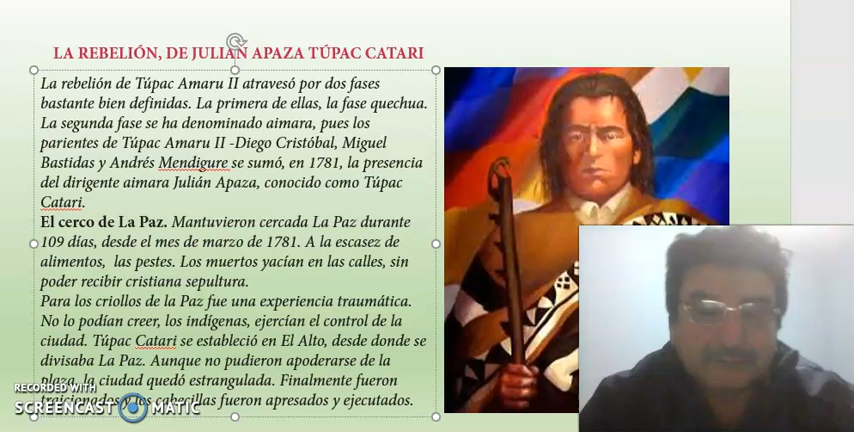 LA REBELIÓN, DE JULIAN APAZA TÚPAC CATARI
La rebelión de Túpac Amaru II atravesó por dos fases
bastante bien definidas. La primera de ellas, la fase quechua.
La segunda fase se ha denominado aimara, pues los
parientes de Túpac Amaru II -Diego Cristóbal, Miguel
Bastidas y Andrés Mendigure se sumó, en 1781, la presencia
del dirigente aimara Julián Apaza, conocido como Túpac
Catari.
El cerco de La Paz. Mantuvieron cercada La Paz durante
109 días, desde el mes de marzo de 1781. A la escasez de
alimentos, las pestes. Los muertos yacían en las calles, sin
poder recibir cristiana sepultura.
Para los criollos de la Paz fue una experiencia traumática.
No lo podían creer, los indígenas, ejercían el control de la
ciudad. Túpac Catari se estableció en El Alto, desde donde se
divisaba La Paz. Aunque no pudieron apoderarse de la
plaza, la ciudad quedó estrangulada. Finalmente fueron
traicionados y los cabecillas fueron apresados y ejecutados.
RECORDED WITH
SCREENCAST MATIC